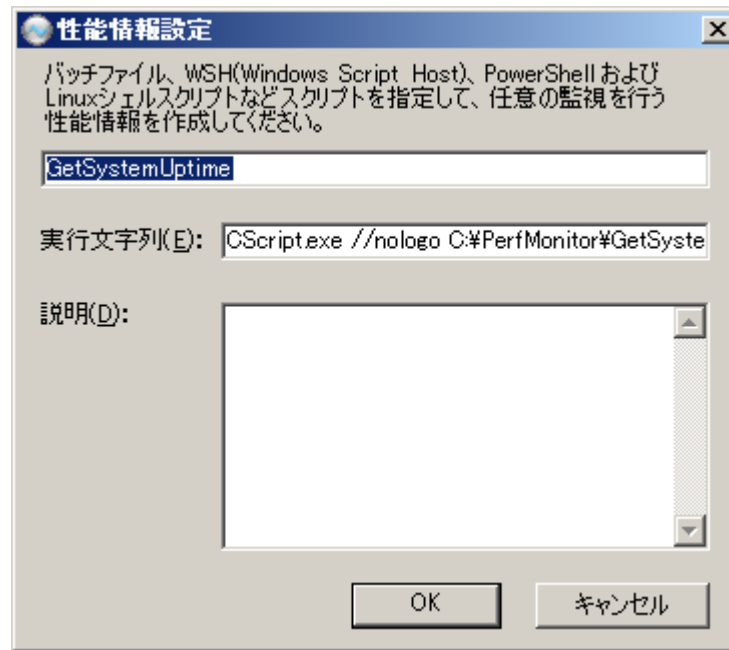 性能情報設定
バッチファイル、WSH(Windows Script Host)、PowerShell および
Linuxシェルスクリプトなどスクリプトを指定して、任意の監視を行う
性能情報を作成してください。
GetSystemUptime
実行文字列(E): CScript.exe //nologo C:¥PerfMonitor¥GetSyste
説明(D):
OK キャンセル